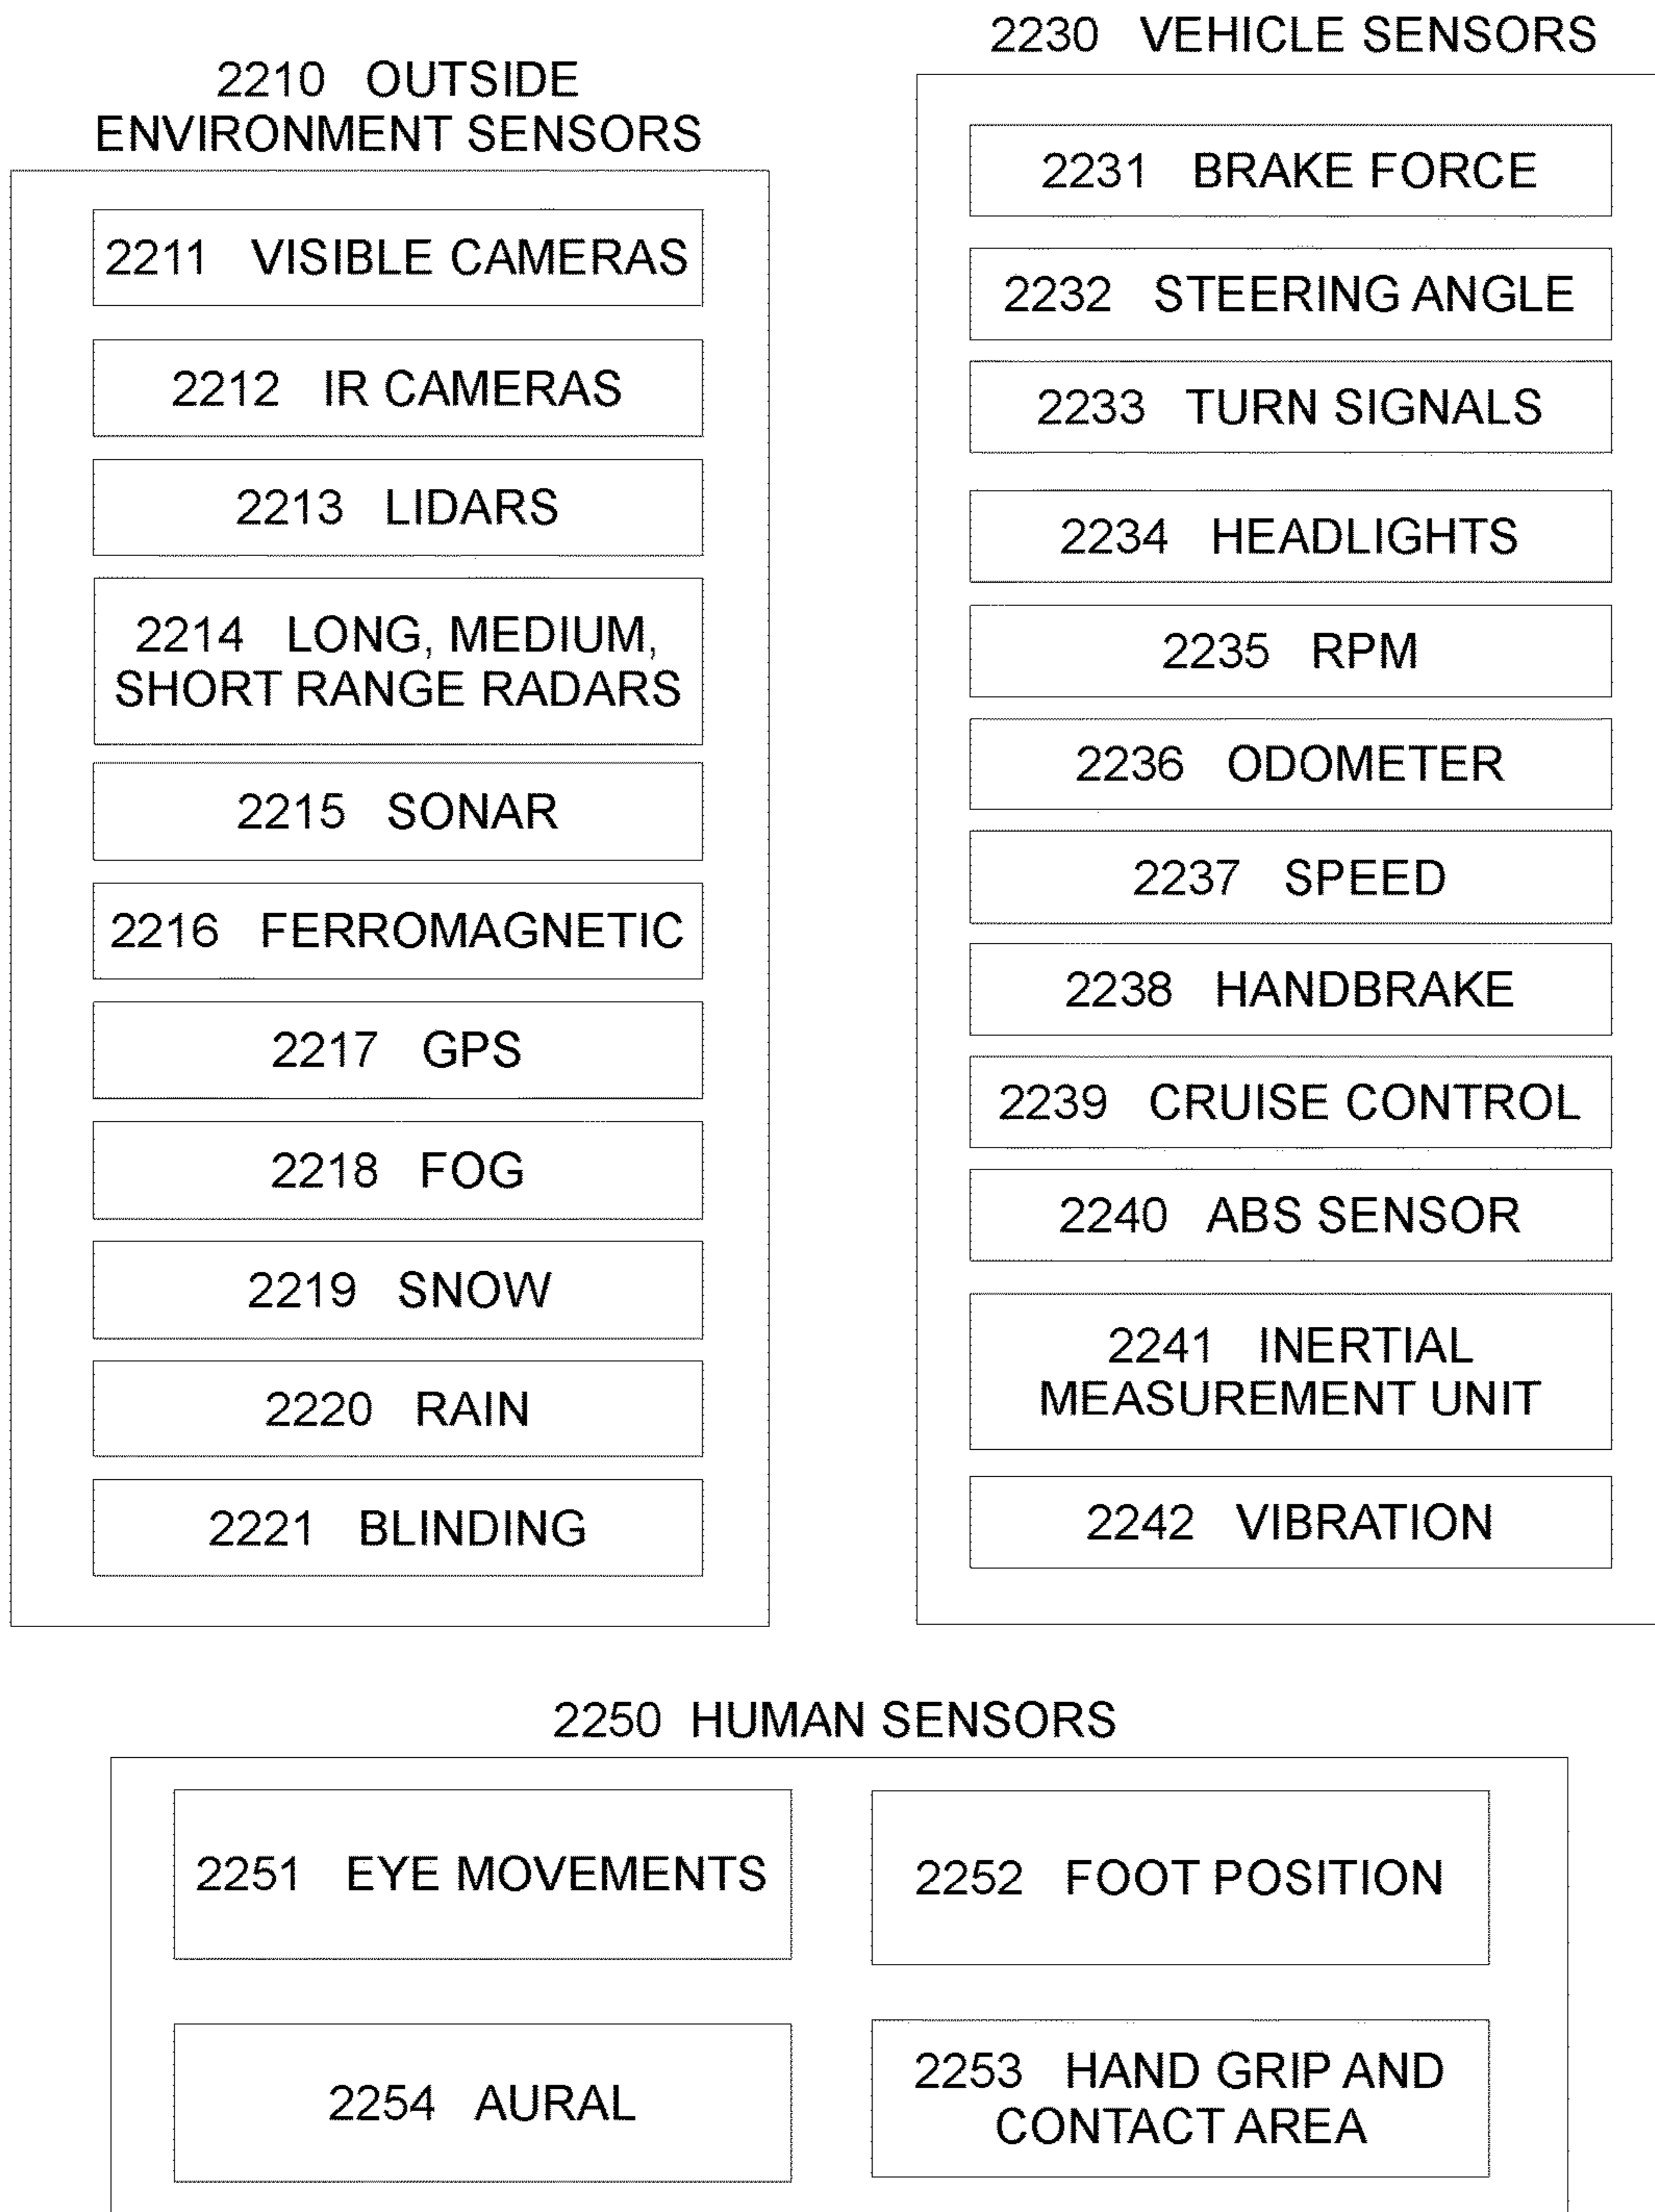 2210 OUTSIDE
ENVIRONMENT SENSORS
2211 VISIBLE CAMERAS
2212 IR CAMERAS
2213 LIDARS
2214 LONG, MEDIUM,
SHORT RANGE RADARS
2215 SONAR
2216 FERROMAGNETIC
2217 GPS
2218 FOG
2219 SNOW
2220 RAIN
2221 BLINDING
2230 VEHICLE SENSORS
2231 BRAKE FORCE
2232 STEERING ANGLE
2233 TURN SIGNALS
2234 HEADLIGHTS
2235 RPM
2236 ODOMETER
2237 SPEED
2238 HANDBRAKE
2239 CRUISE CONTROL
2240 ABS SENSOR
2241 INERTIAL
MEASUREMENT UNIT
2242 VIBRATION
2250 HUMAN SENSORS
2251 EYE MOVEMENTS
2252 FOOT POSITION
2254 AURAL
2253 HAND GRIP AND
CONTACT AREA